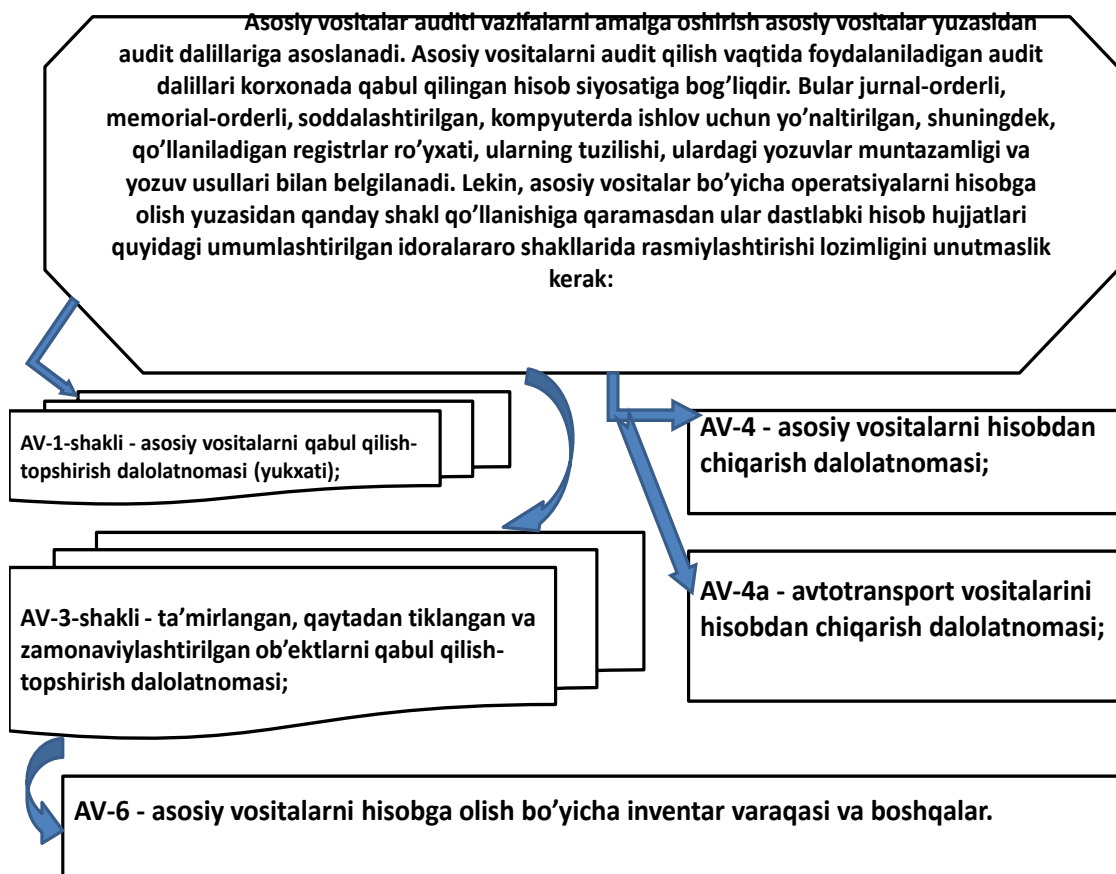 Asosiy vositalar auditi vazifalarni amalga oshirish asosiy vositalar yuzasidan
audit dalillariga asoslanadi. Asosiy vositalarni audit qilish vaqtida foydalaniladigan audit
dalillari korxonada qabul qilingan hisob siyosatiga bog’liqdir. Bular jurnal-orderli,
memorial-orderli, soddalashtirilgan, kompyuterda ishlov uchun yo’naltirilgan, shuningdek,
qo’llaniladigan registrlar ro’yxati, ularning tuzilishi, ulardagi yozuvlar muntazamligi va
yozuv usullari bilan belgilanadi. Lekin, asosiy vositalar bo’yicha operatsiyalarni hisobga
olish yuzasidan qanday shakl qo’llanishiga qaramasdan ular dastlabki hisob hujjatlari
quyidagi umumlashtirilgan idoralararo shakllarida rasmiylashtirishi lozimligini unutmaslik
kerak:
AV-1-shakli - asosiy vositalarni qabul qilish-
topshirish dalolatnomasi (yukxati);
AV-4 - asosiy vositalarni hisobdan
chiqarish dalolatnomasi;
AV-3-shakli - ta’mirlangan, qaytadan tiklangan va
zamonaviylashtirilgan ob’ektlarni qabul qilish-
topshirish dalolatnomasi;
AV-4a - avtotransport vositalarini
hisobdan chiqarish dalolatnomasi;
AV-6 - asosiy vositalarni hisobga olish bo’yicha inventar varaqasi va boshqalar.